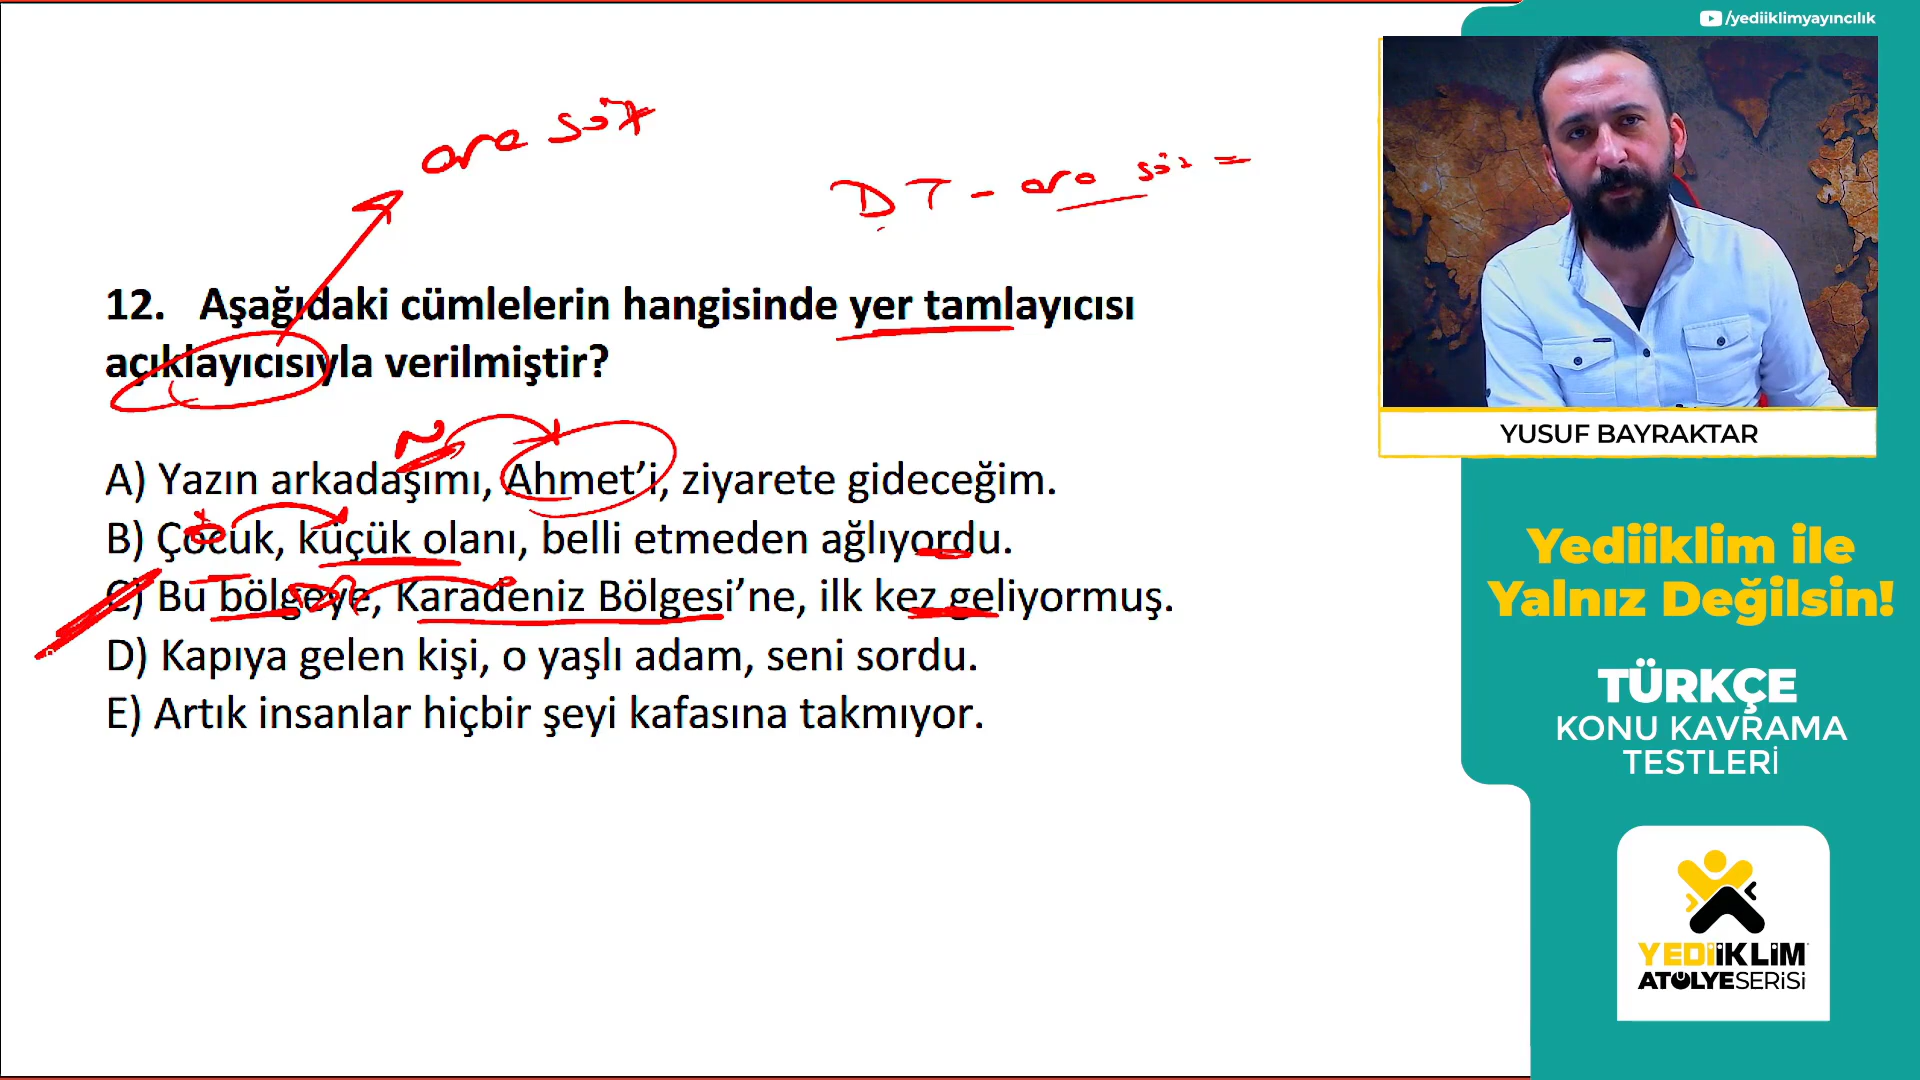 /yediiklimyayıncılık
ara söz
DT - ara söz =
12. Aşağıdaki cümlelerin hangisinde yer tamlayıcısı
açıklayıcısıyla verilmiştir?
A) Yazın arkadaşımı, Ahmet’i, ziyarete gideceğim.
B) Çocuk, küçük olanı, belli etmeden ağlıyordu.
C) Bu bölgeye, Karadeniz Bölgesi’ne, ilk kez geliyormuş.
D) Kapıya gelen kişi, o yaşlı adam, seni sordu.
E) Artık insanlar hiçbir şeyi kafasına takmıyor.
YUSUF BAYRAKTAR
Yediiklim ile
Yalnız Değilsin!
TÜRKÇE
KONU KAVRAMA
TESTLERİ
YEDİİKLİM
ATÖLYESERİSİ